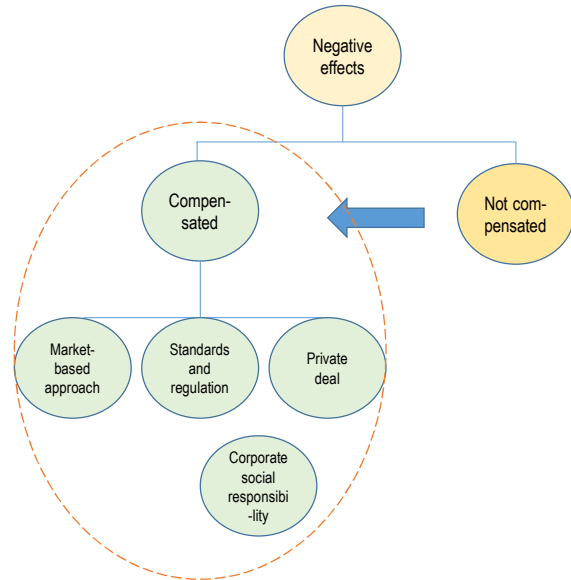 Negative
effects
Compen-
sated
Not com-
pensated
Market-
based
approach
Standards
and
regulation
Private
deal
Corporate
social
responsibi
-lity